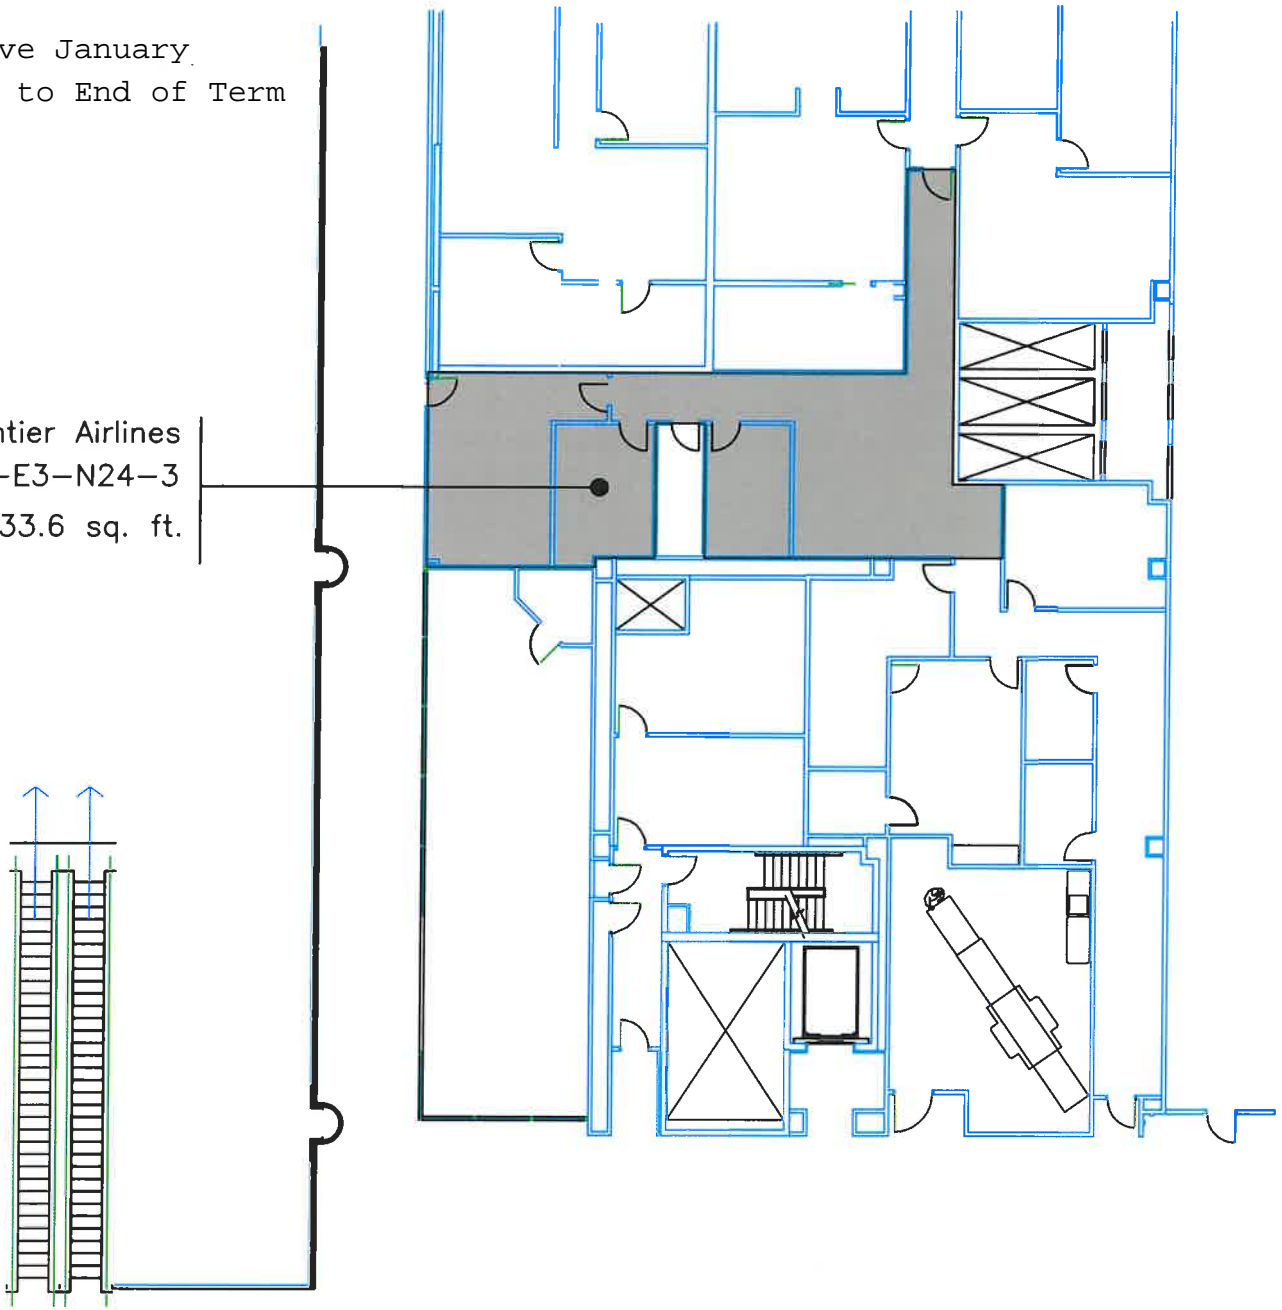 ve January
to End of Term
ntier Airlines
-E3-N24-3
33.6 sq. ft.